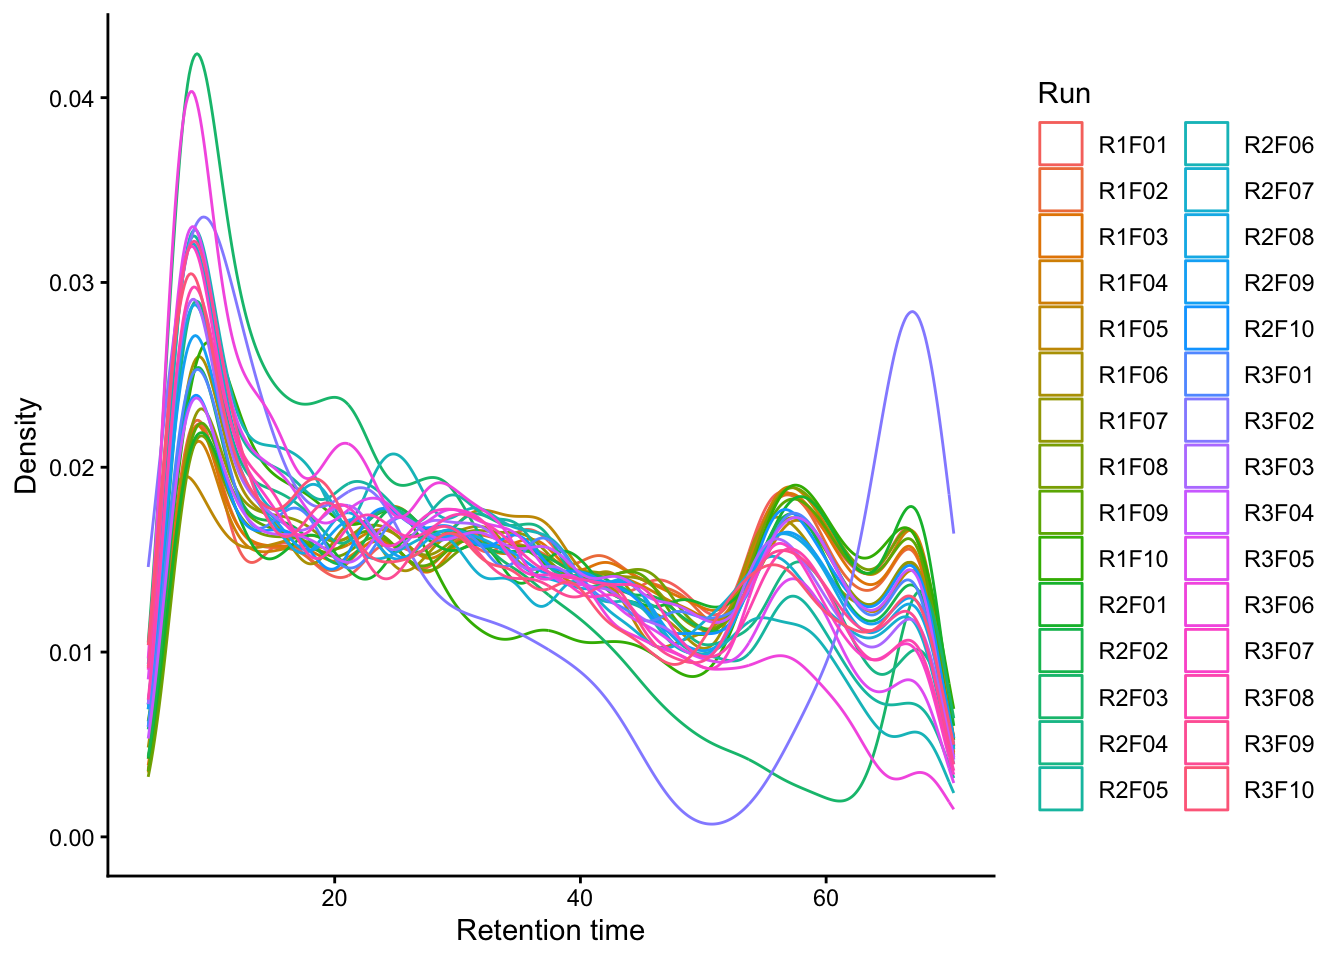 Density
0.04
0.03
0.02
0.01
0.00
20 40 60
Retention time
Run
R1F01 R2F06
R1F02 R2F07
R1F03 R2F08
R1F04 R2F09
R1F05 R2F10
R1F06 R3F01
R1F07 R3F02
R1F08 R3F03
R1F09 R3F04
R1F10 R3F05
R2F01 R3F06
R2F02 R3F07
R2F03 R3F08
R2F04 R3F09
R2F05 R3F10